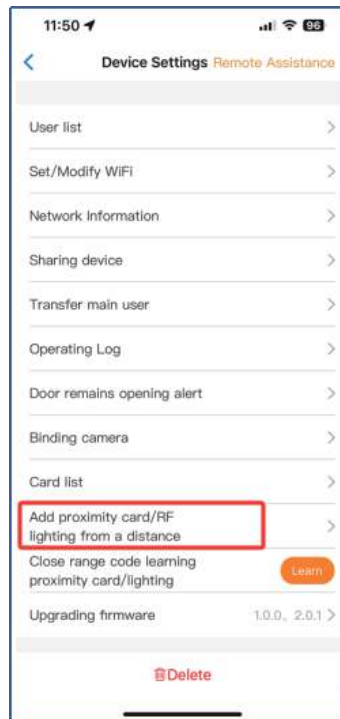 11:50
96
Device Settings Remote Assistance
User list
Set/Modify WiFi
Network Information
Sharing device
Transfer main user
Operating Log
Door remains opening alert
Binding camera
Card list
Add proximity card/RF
lighting from a distance
Close range code learning
proximity card/lighting
Learn
Upgrading firmware 1.0.0、2.0.1
Delete